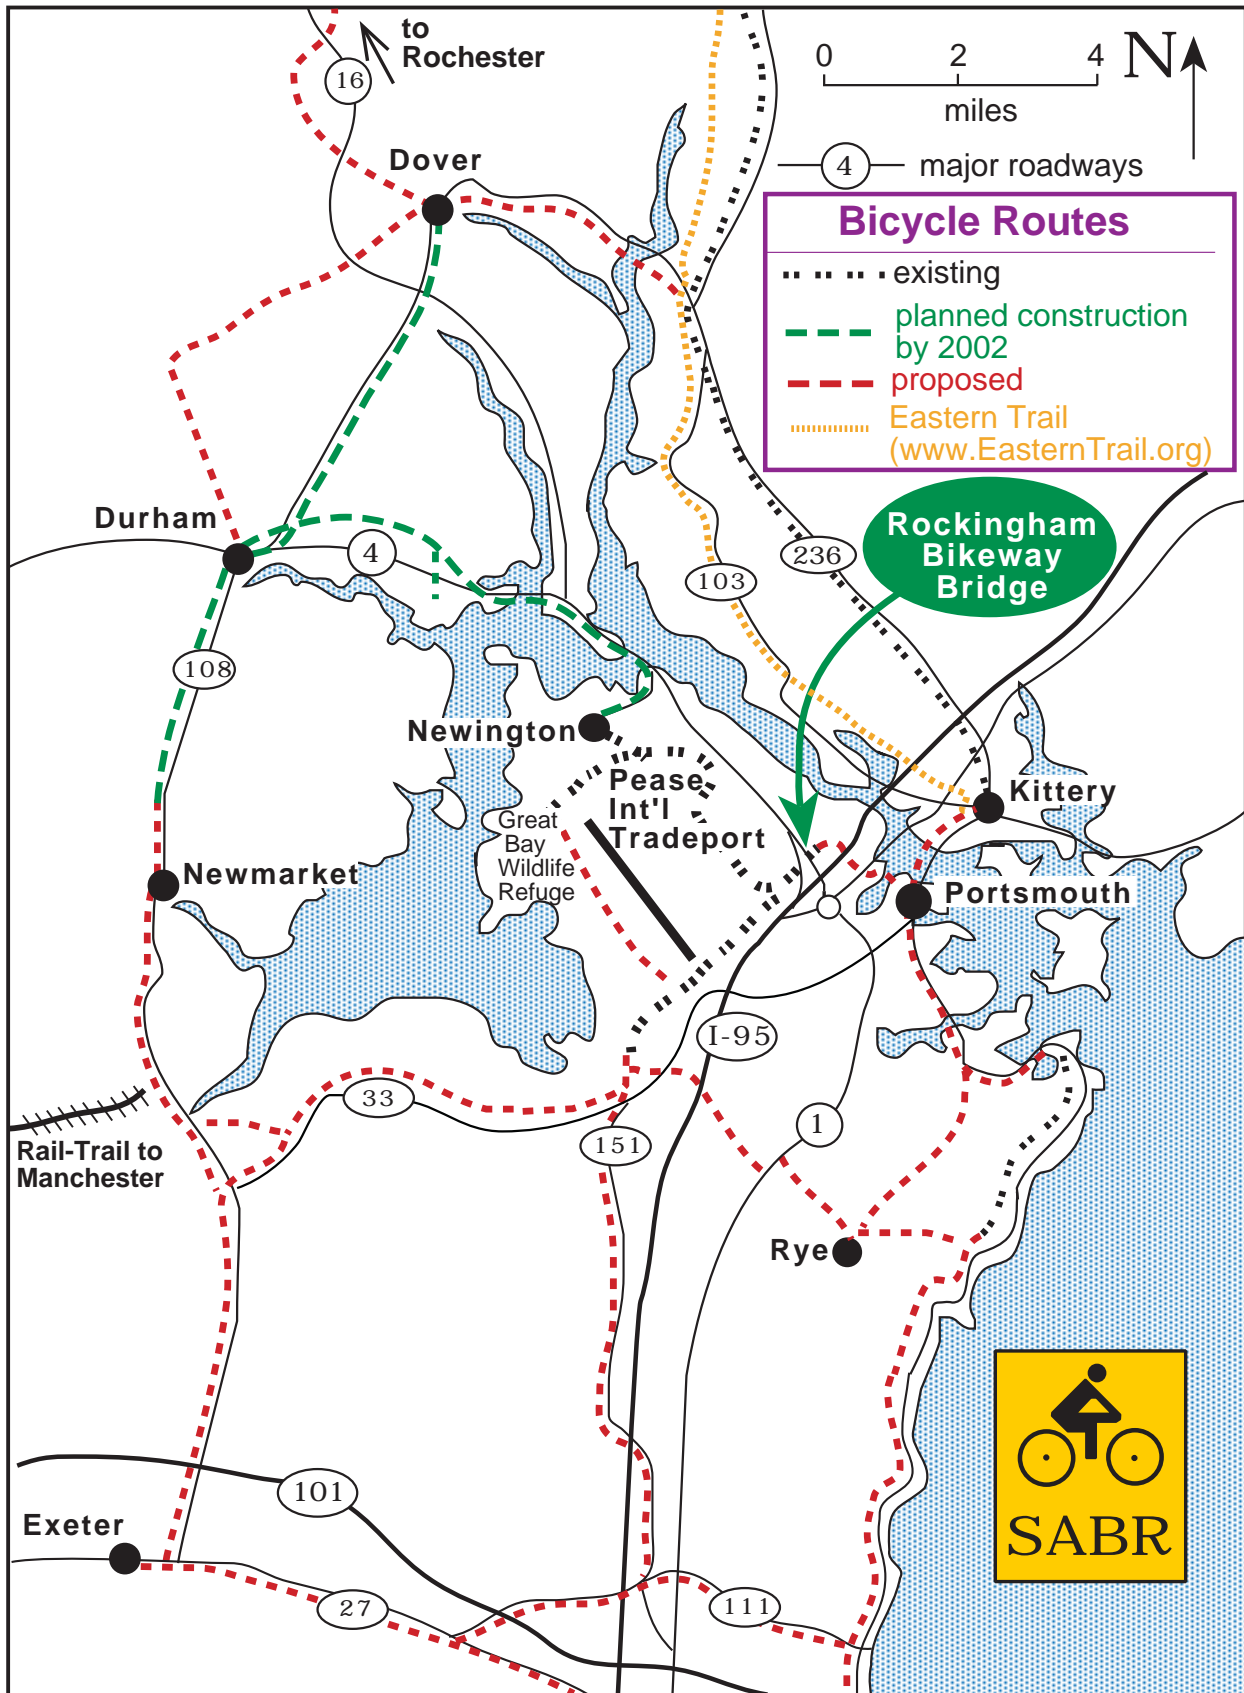 to
Rochester
16
0 2 4
N
miles
Dover
4 major roadways
Bicycle Routes
existing
planned construction
by 2002
proposed
Eastern Trail
(www.EasternTrail.org)
Durham
4
103
236
Rockingham
Bikeway
Bridge
108
Newington
Pease
Int'l
Tradeport
Kittery
Great
Bay
Wildlife
Refuge
Newmarket
Portsmouth
I-95
33
1
151
Rail-Trail to
Manchester
Rye
101
Exeter
SABR
27
111